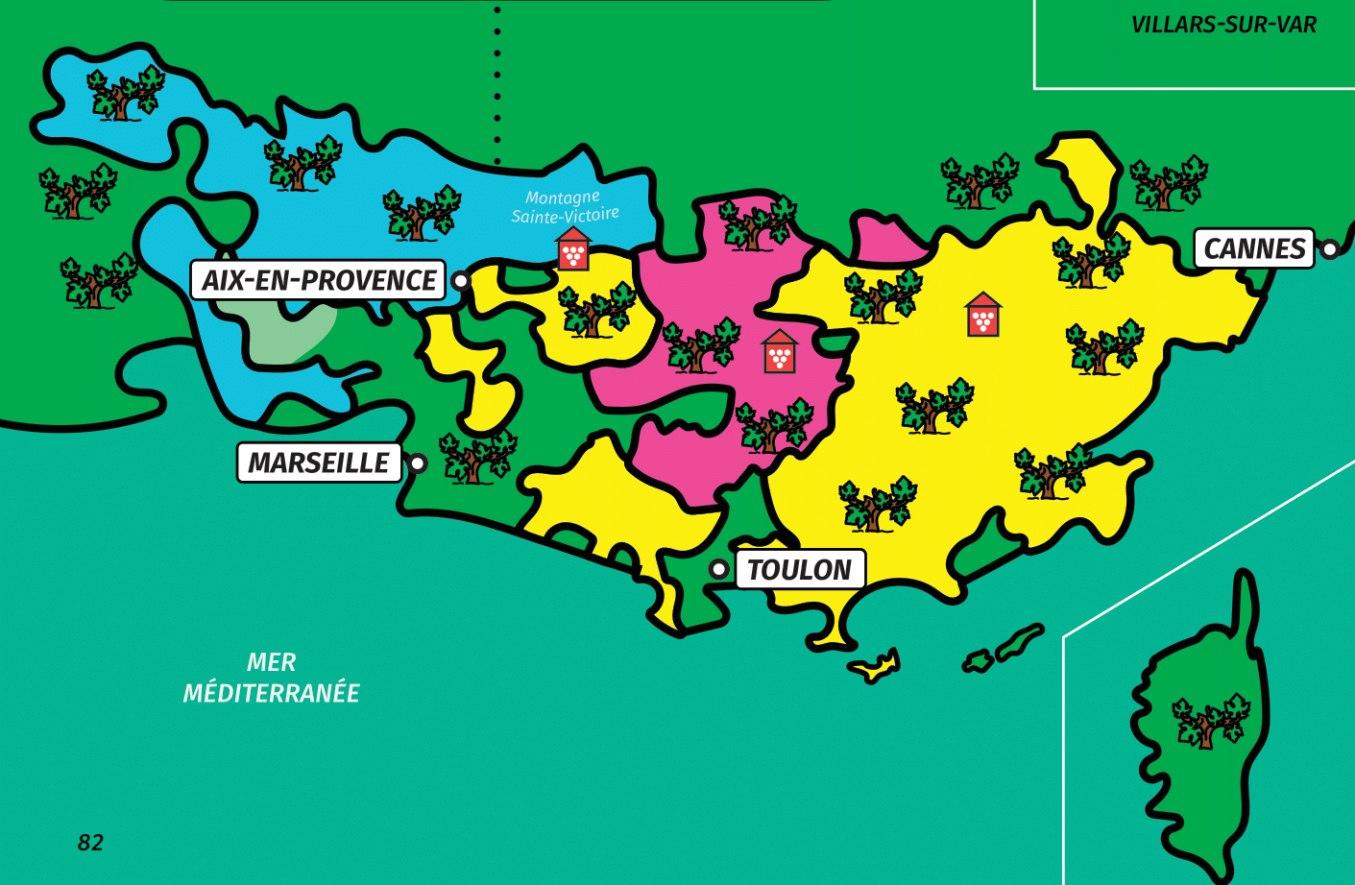 VILLARS-SUR-VAR
Montagne
Sainte-Victoire
CANNES
AIX-EN-PROVENCE
MARSEILLE
TOULON
MER
MÉDITERRANÉE
82